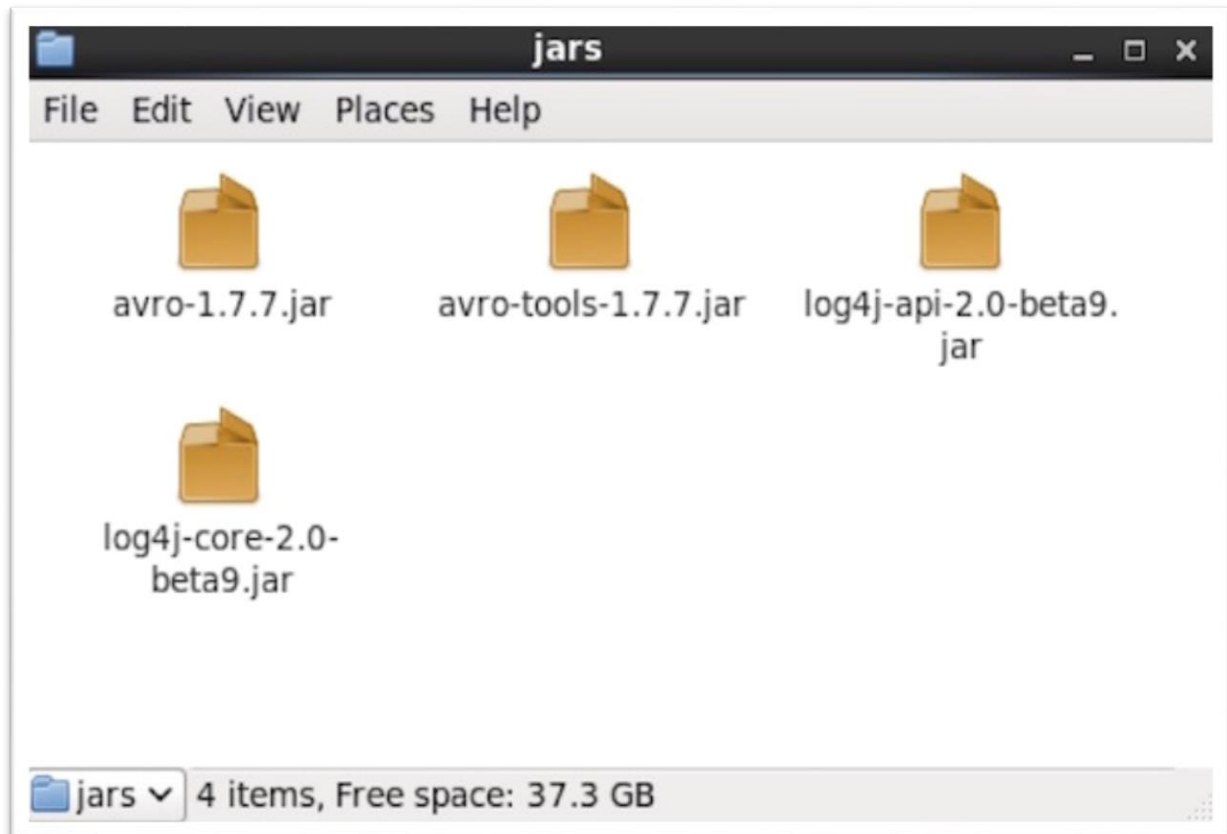 jars
File Edit View Places Help
avro-1.7.7.jar
avro-tools-1.7.7.jar
log4j-api-2.0-beta9.
jar
log4j-core-2.0-
beta9.jar
jars 4 items, Free space: 37.3 GB